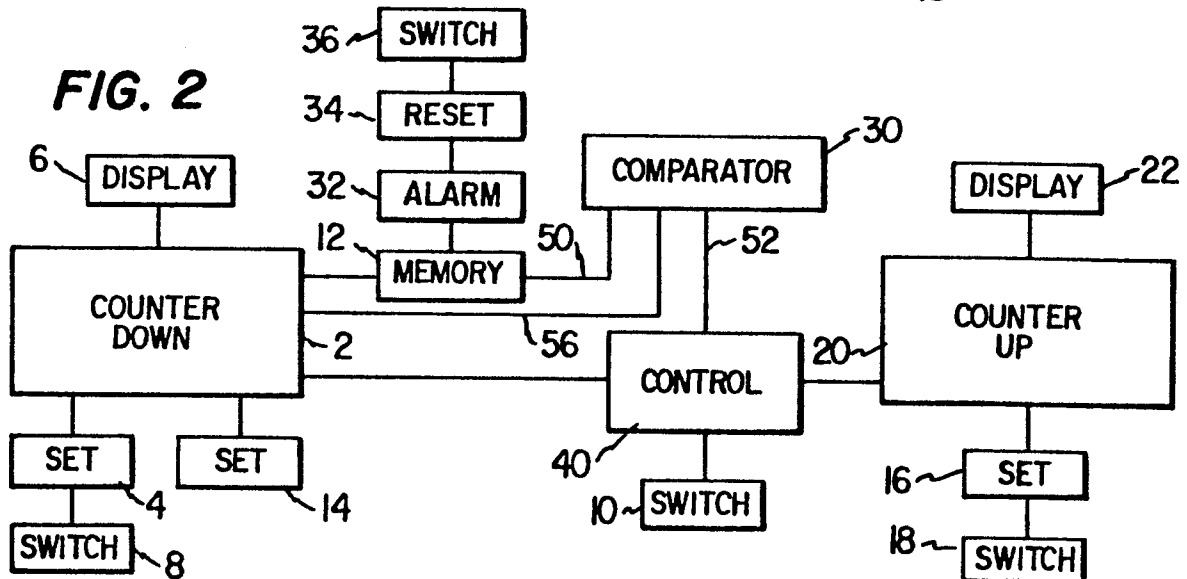 FIG. 2
36 SWITCH
34 RESET
32 ALARM
12 MEMORY
6 DISPLAY
COUNTER
DOWN
2
50
56
52
COMPARATOR
30
DISPLAY 22
COUNTER
UP
20
CONTROL
40
10 SWITCH
SET
4
SET
14
SWITCH
8
16 SET
18 SWITCH